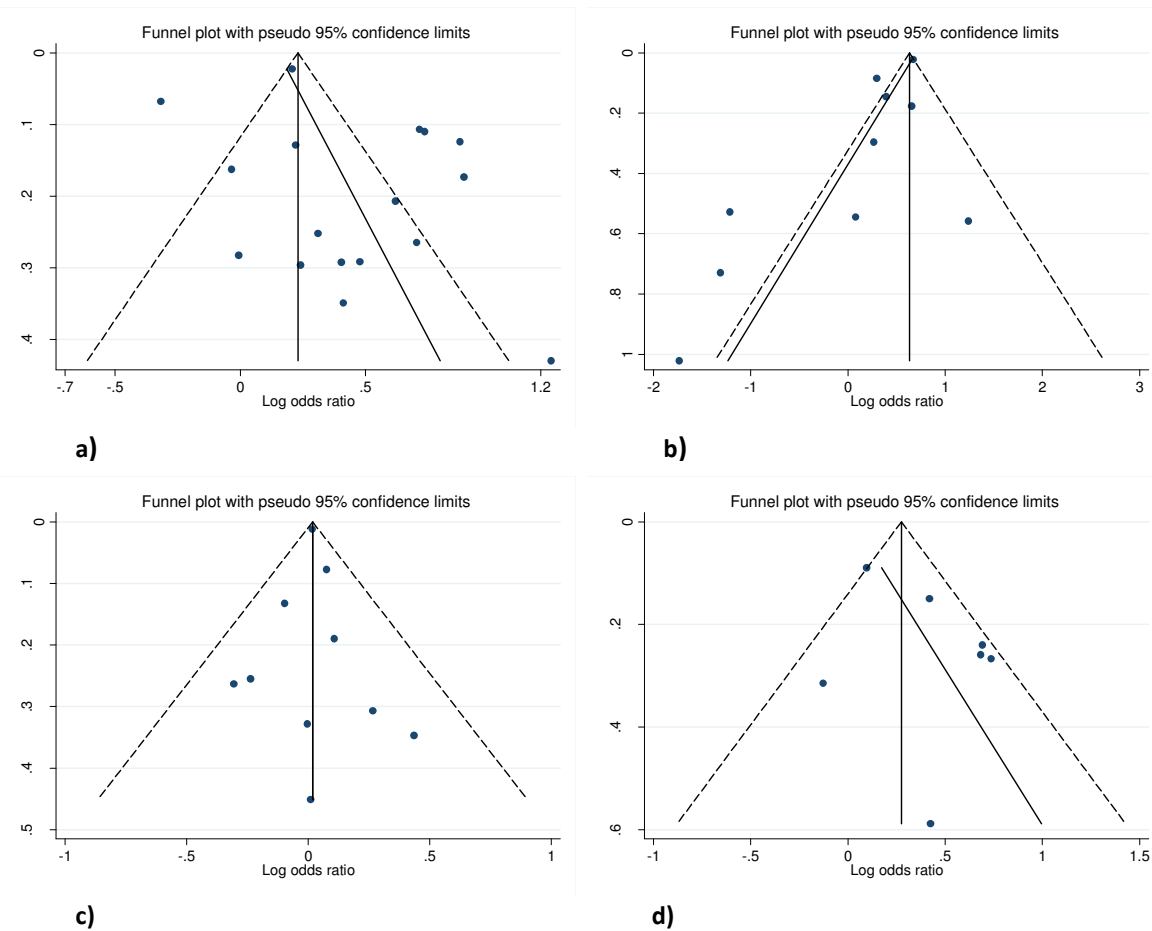 Funnel plot with pseudo 95% confidence limits
0
.1
.2
.3
.4
-.7 -.5 0 .5 1.2
Log odds ratio
a)
Funnel plot with pseudo 95% confidence limits
0
.2
.4
.6
.8
1
-2 -1 0 1 2 3
Log odds ratio
b)
Funnel plot with pseudo 95% confidence limits
0
.1
.2
.3
.4
.5
-1 -.5 0 .5 1
Log odds ratio
c)
Funnel plot with pseudo 95% confidence limits
0
.2
.4
.6
-1 -.5 0 .5 1 1.5
Log odds ratio
d)